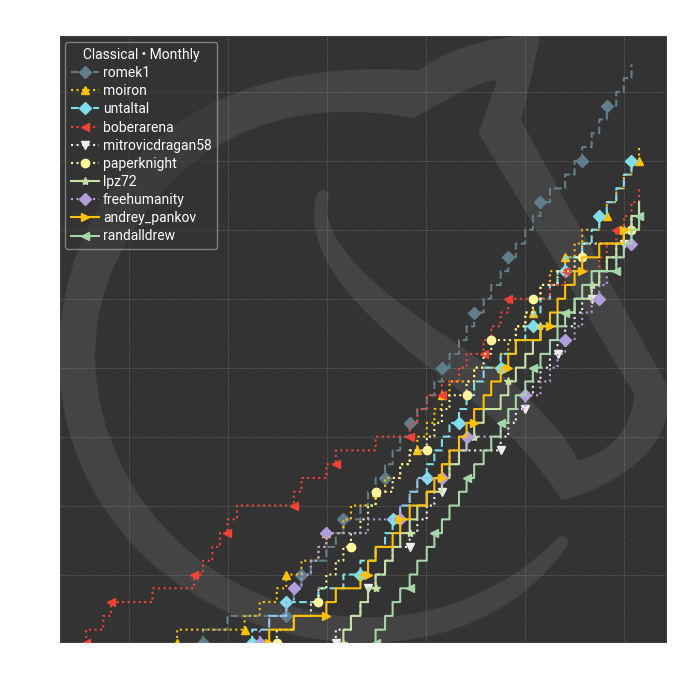 Classical • Monthly
romek1
moiron
untaltal
boberarena
mitrovicdragan58
paperknight
lpz72
freehumanity
andrey_pankov
randalldrew